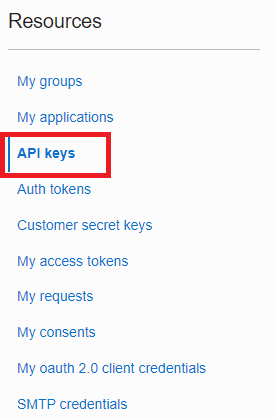 Resources
My groups
My applications
API keys
Auth tokens
Customer secret keys
My access tokens
My requests
My consents
My oauth 2.0 client credentials
SMTP credentials